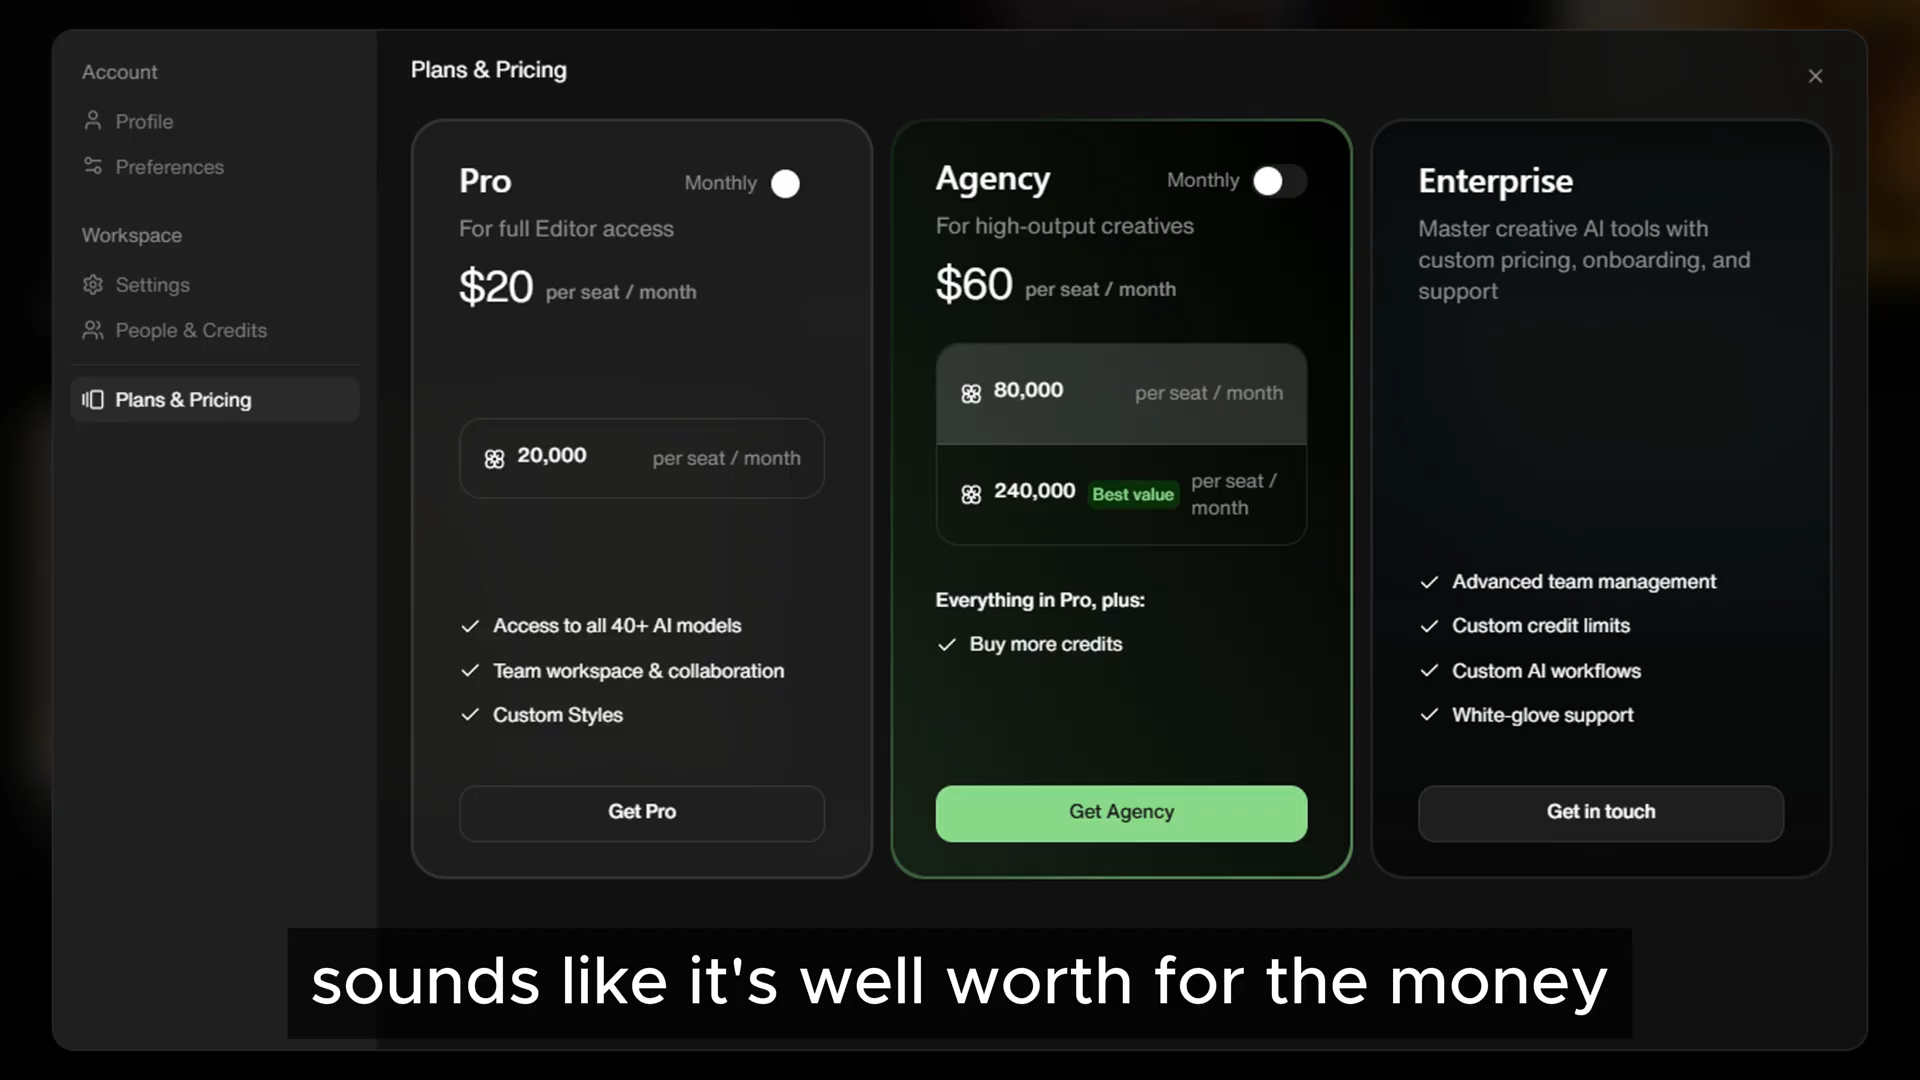 Account
Profile
Preferences
Workspace
Settings
People & Credits
Plans & Pricing
Plans & Pricing
Pro
Monthly
For full Editor access
$20 per seat / month
20,000 per seat / month
Access to all 40+ AI models
Team workspace & collaboration
Custom Styles
Get Pro
Agency
Monthly
For high-output creatives
$60 per seat / month
80,000 per seat / month
240,000 Best value per seat /
month
Everything in Pro, plus:
Buy more credits
Get Agency
Enterprise
Master creative AI tools with
custom pricing, onboarding, and
support
Advanced team management
Custom credit limits
Custom AI workflows
White-glove support
Get in touch
sounds like it's well worth for the money